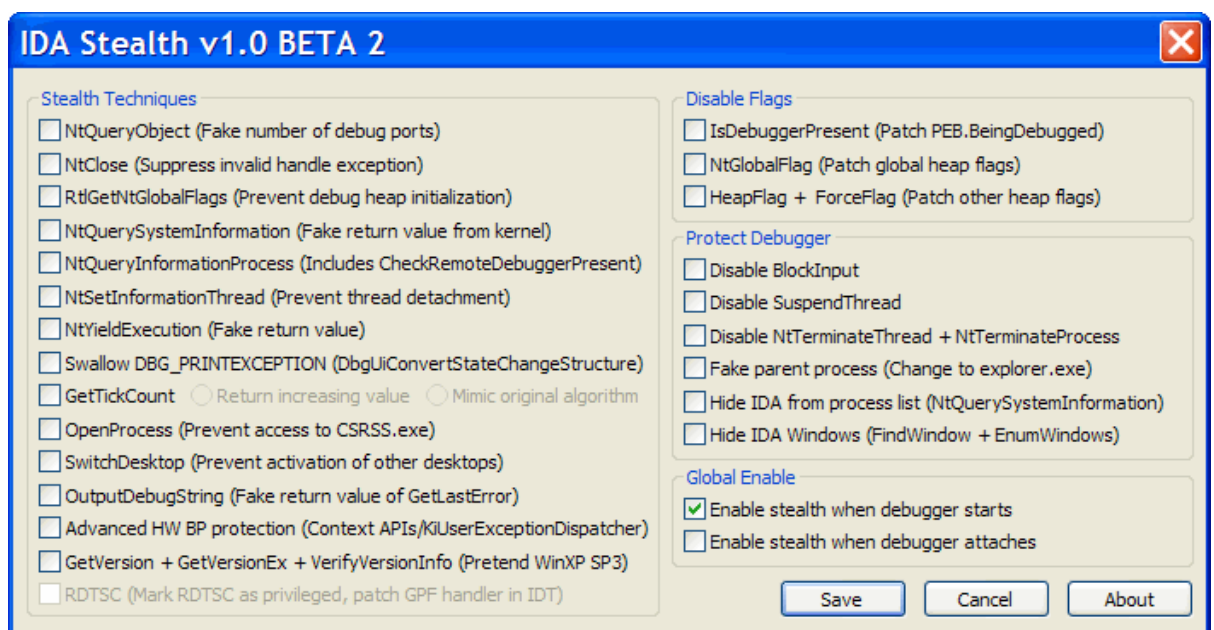 IDA Stealth v1.0 BETA 2
Stealth Techniques
NtQueryObject (Fake number of debug ports)
NtClose (Suppress invalid handle exception)
RtlGetNtGlobalFlags (Prevent debug heap initialization)
NtQuerySystemInformation (Fake return value from kernel)
NtQueryInformationProcess (Includes CheckRemoteDebuggerPresent)
NtSetInformationThread (Prevent thread detachment)
NtYieldExecution (Fake return value)
Swallow DBG_PRINTEXCEPTION (DbgUiConvertStateChangeStructure)
GetTickCount Return increasing value Mimic original algorithm
OpenProcess (Prevent access to CSRSS.exe)
SwitchDesktop (Prevent activation of other desktops)
OutputDebugString (Fake return value of GetLastError)
Advanced HW BP protection (Context APIs/KiUserExceptionDispatcher)
GetVersion + GetVersionEx + VerifyVersionInfo (Pretend WinXP SP3)
RDTSC (Mark RDTSC as privileged, patch GPF handler in IDT)
Disable Flags
IsDebuggerPresent (Patch PEB.BeingDebugged)
NtGlobalFlag (Patch global heap flags)
HeapFlag + ForceFlag (Patch other heap flags)
Protect Debugger
Disable BlockInput
Disable SuspendThread
Disable NtTerminateThread + NtTerminateProcess
Fake parent process (Change to explorer.exe)
Hide IDA from process list (NtQuerySystemInformation)
Hide IDA Windows (FindWindow + EnumWindows)
Global Enable
Enable stealth when debugger starts
Enable stealth when debugger attaches
Save Cancel About